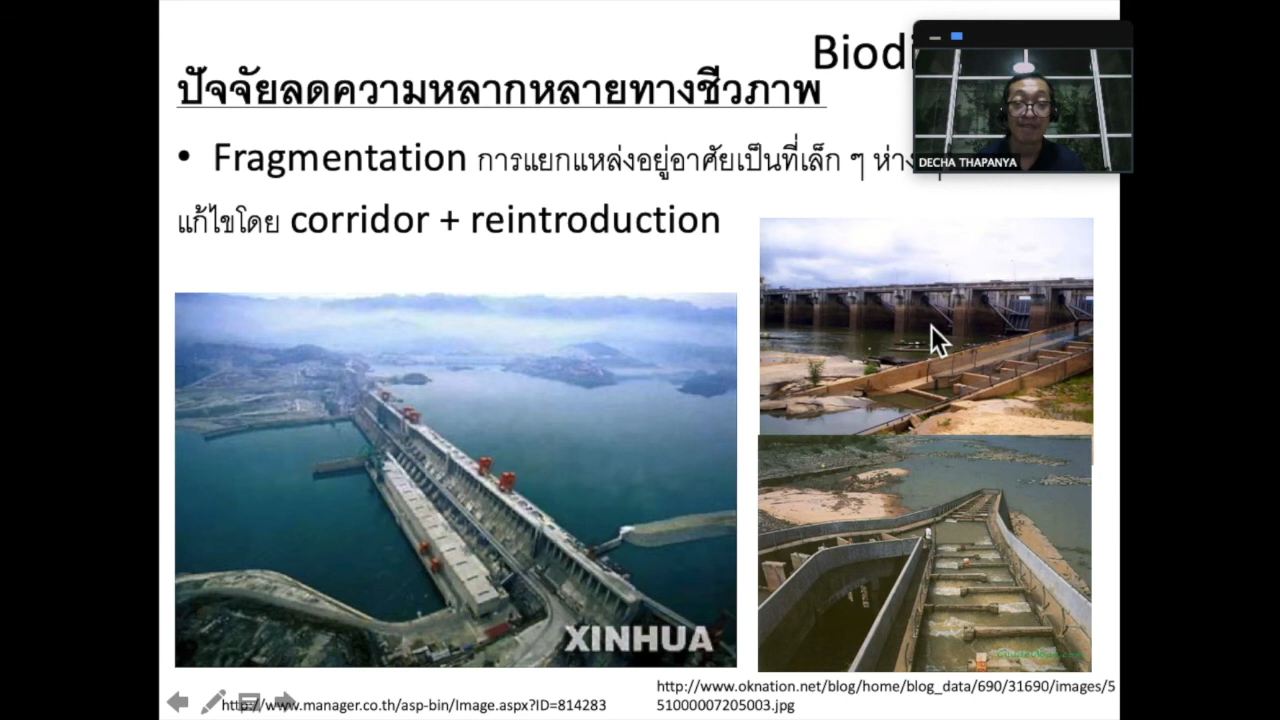 Biodi
ปัจจัยลดความหลากหลายทางชีวภาพ
DECHA THAPANYA
• Fragmentation การแยกแหล่งอยู่อาศัยเป็นที่เล็ก ๆ ห่าง
แก้ไขโดย corridor + reintroduction
XINHUA
http://www.manager.co.th/asp-bin/Image.aspx?ID=814283
http://www.oknation.net/blog/home/blog_data/690/31690/images/5
51000007205003.jpg